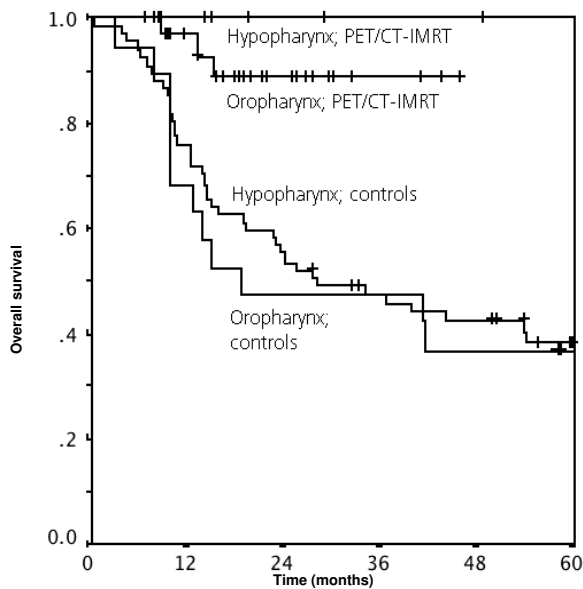 1.0
Hypopharynx; PET/CT-IMRT
Oropharynx; PET/CT-IMRT
.8
Hypopharynx; controls
.6
Overall survival
Oropharynx;
controls
.4
.2
0.0
0 12 24 36 48 60
Time (months)